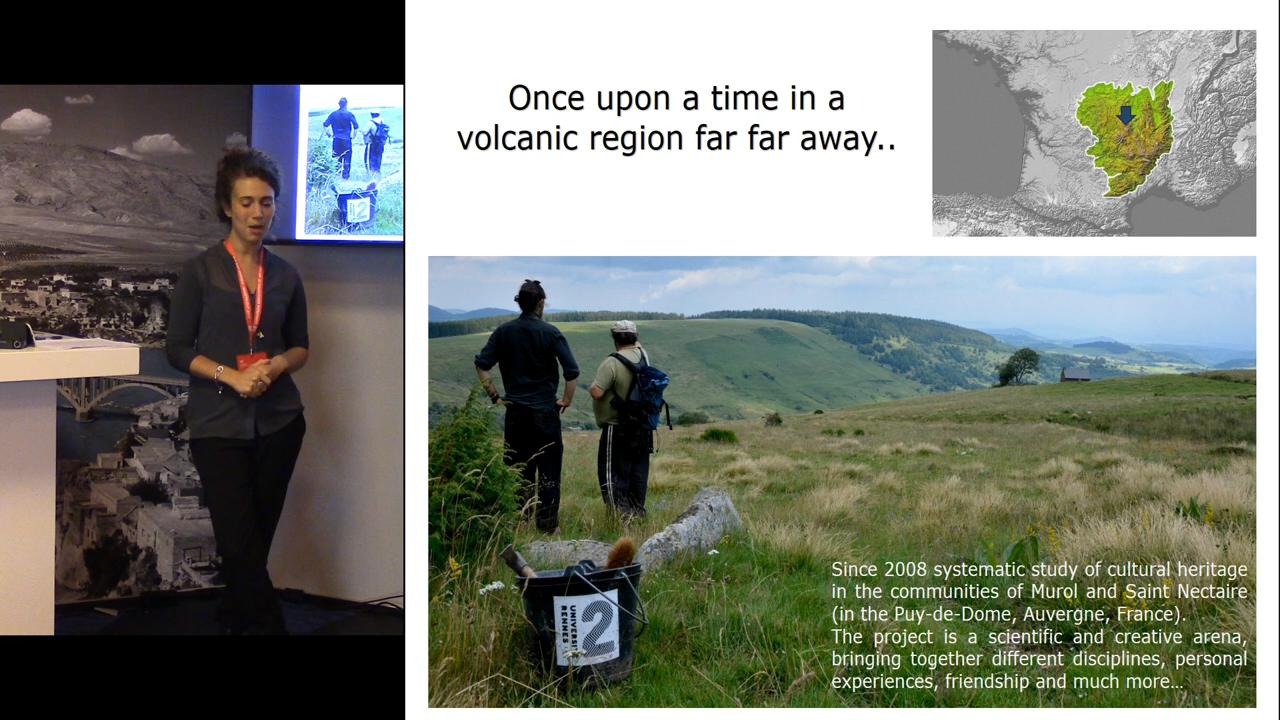 Once upon a time in a
volcanic region far far away..
Since 2008 systematic study of cultural heritage
in the communities of Murol and Saint Nectaire
(in the Puy-de-Dome, Auvergne, France).
The project is a scientific and creative arena,
bringing together different disciplines, personal
experiences, friendship and much more...
UNIVERSITÉ
RENNES
2